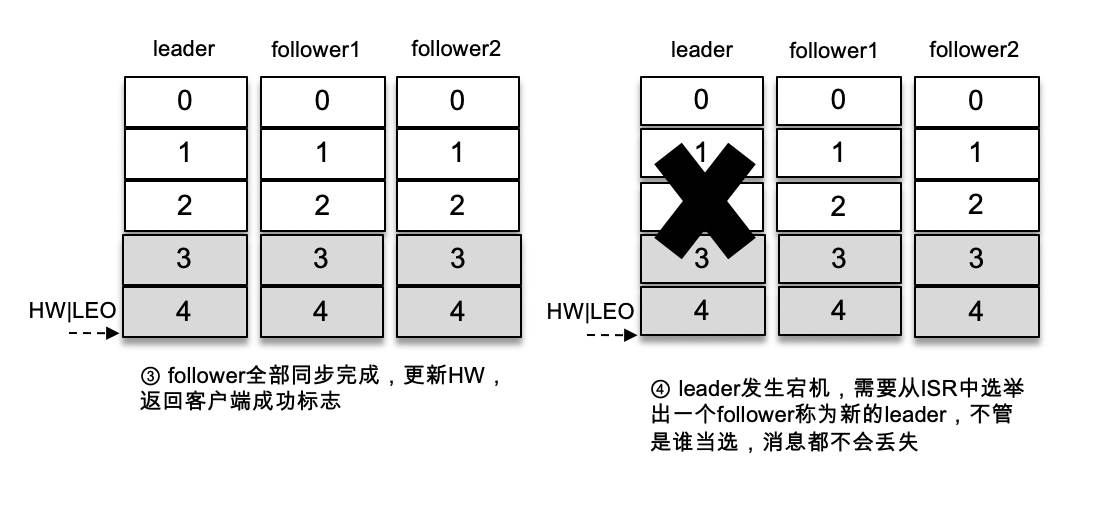 leader follower1 follower2
0 0 0
1 1 1
2 2 2
3 3 3
HW|LEO 4 4 4
③ follower全部同步完成，更新HW，
返回客户端成功标志
leader follower1 follower2
0 0 0
1 1 1
2 2
3 3 3
HW|LEO 4 4 4
④ leader发生宕机，需要从ISR中选举
出一个follower称为新的leader，不管
是谁当选，消息都不会丢失